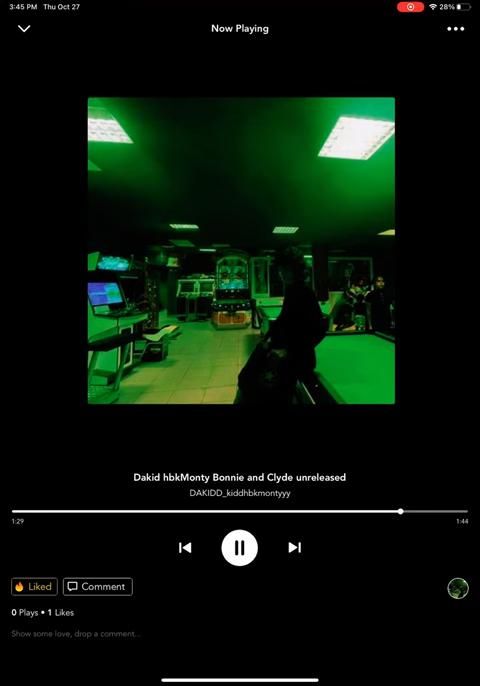 3:45 PM Thu Oct 27 28%
Now Playing
Dakid hbkMonty Bonnie and Clyde unreleased
DAKIDD_kiddhbkmontyyy
1:29 1:44
Liked Comment
0 Plays • 1 Likes
Show some love, drop a comment...